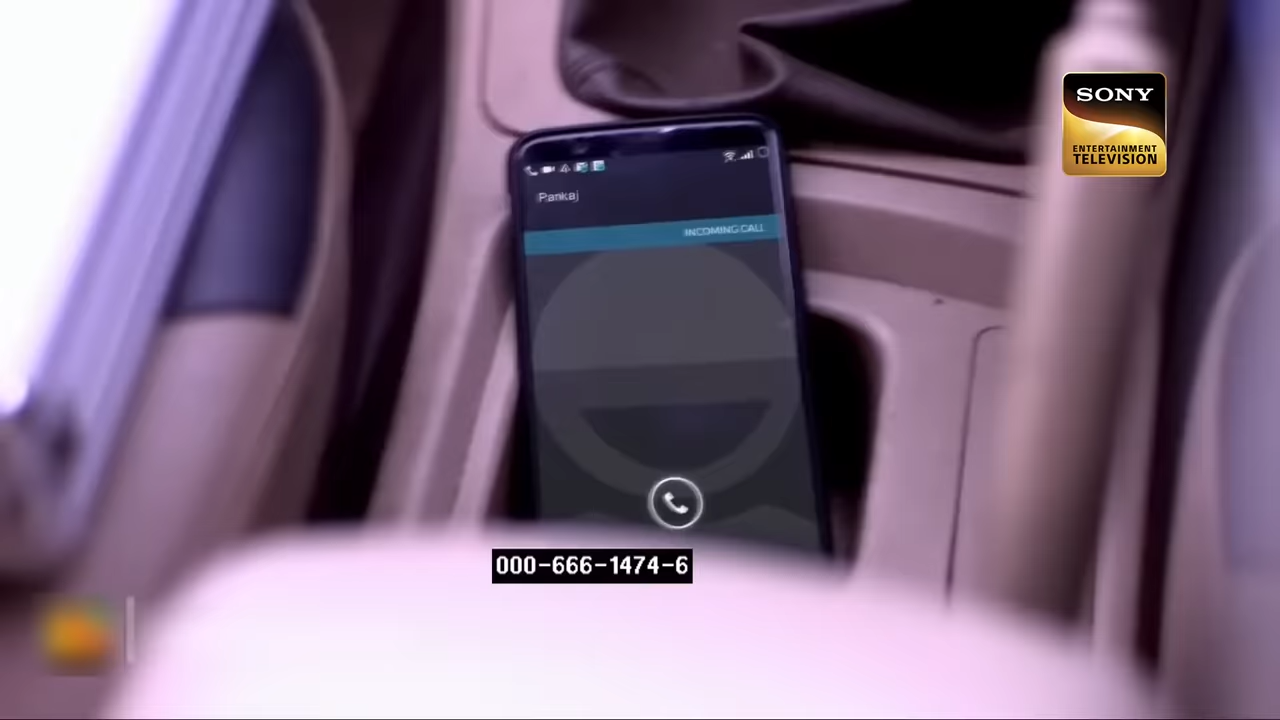 SONY
ENTERTAINMENT
TELEVISION
Pankaj
INCOMING CALL
000-666-1474-6